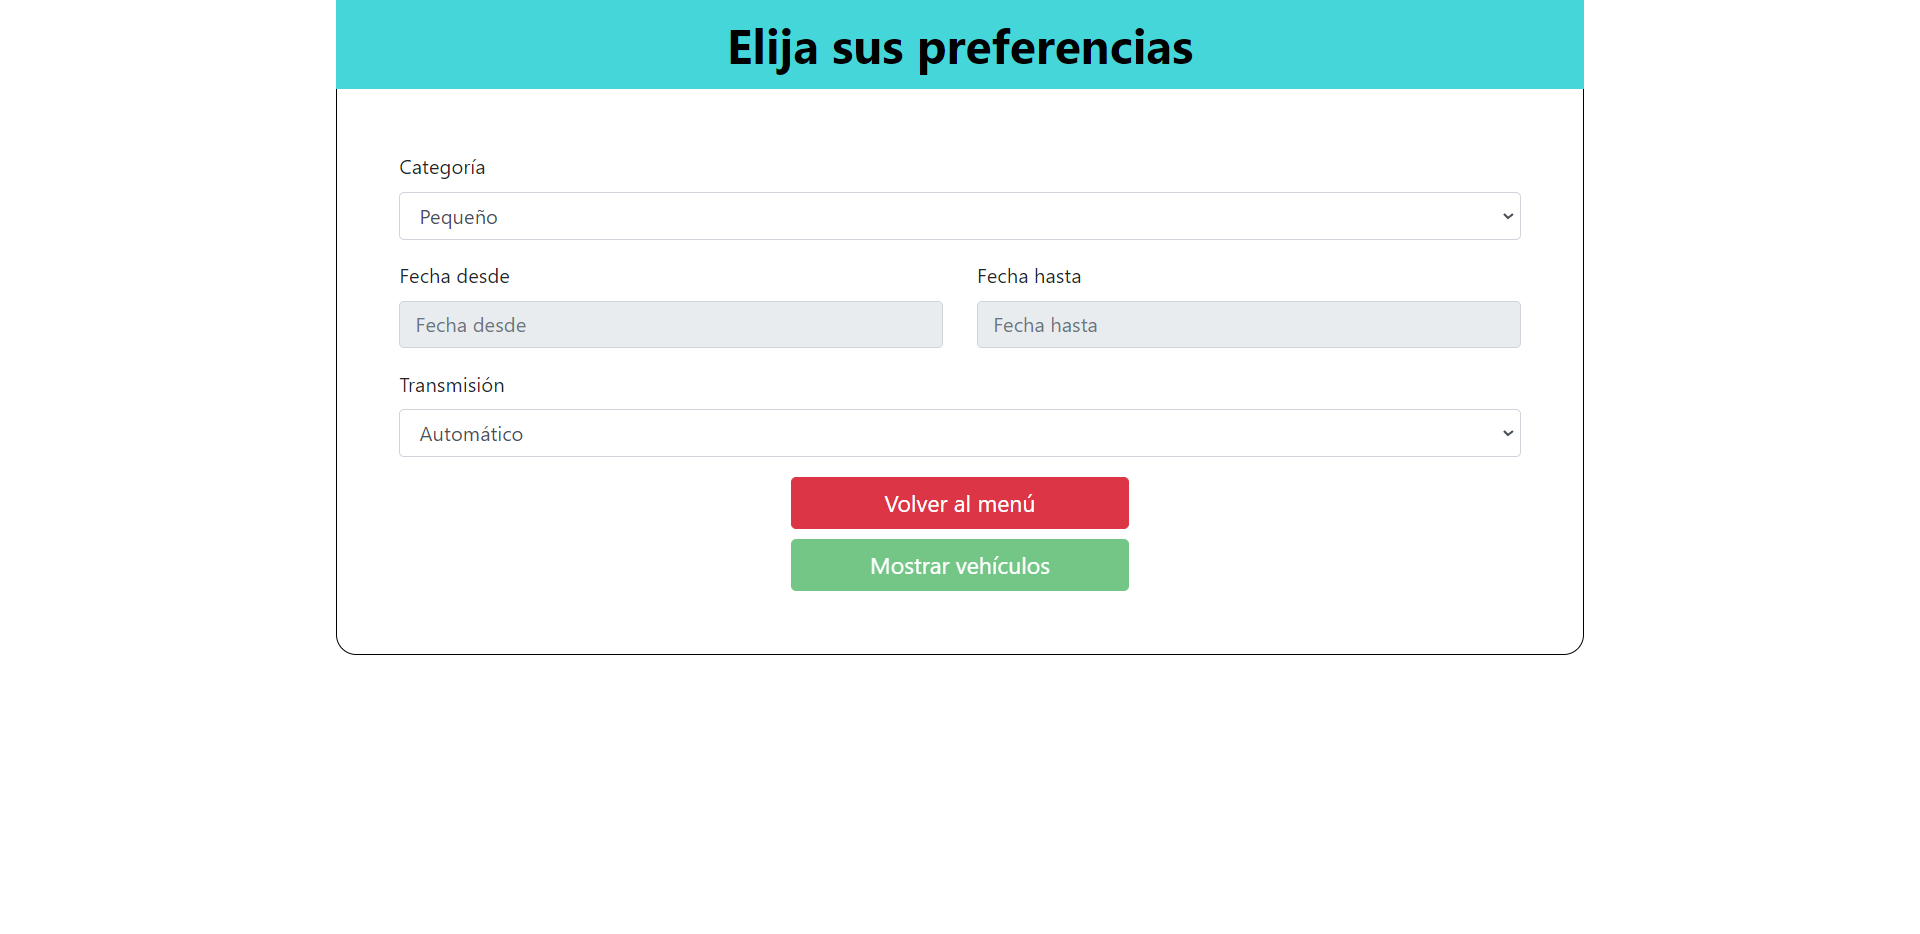 Elija sus preferencias
Categoría
Pequeño
Fecha desde
Fecha hasta
Fecha desde
Fecha hasta
Transmisión
Automático
Volver al menú
Mostrar vehículos